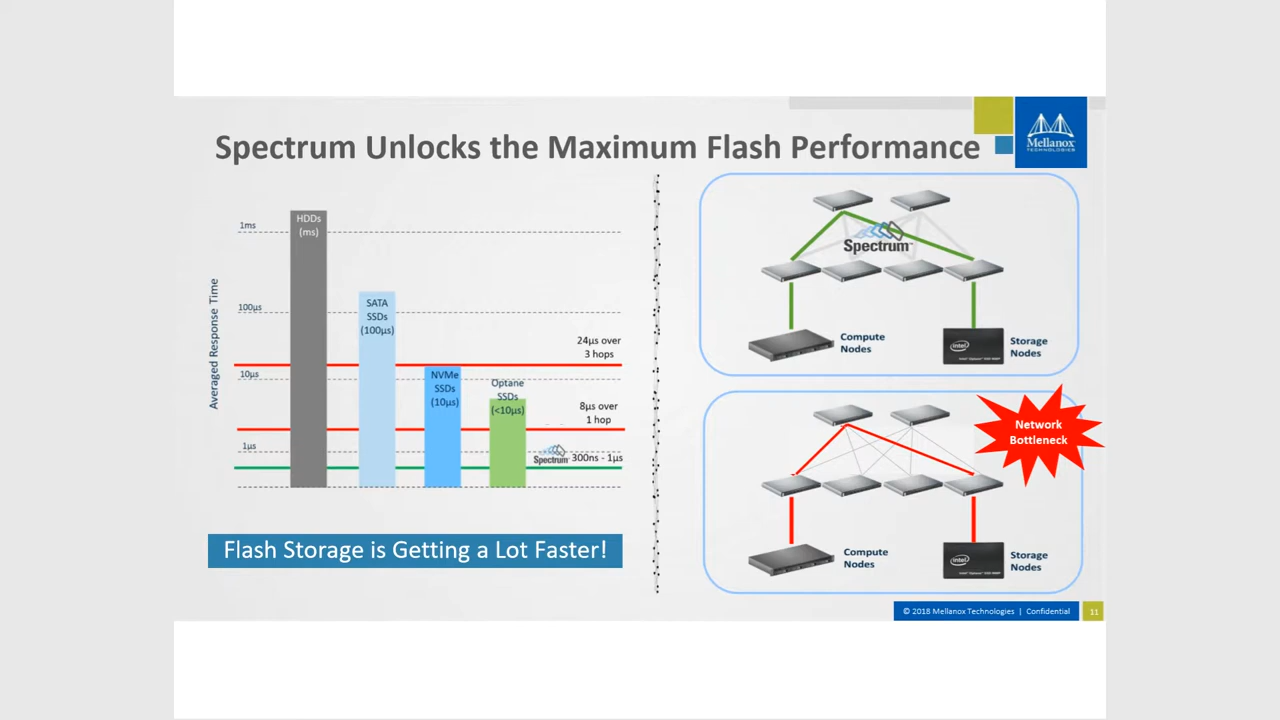 Spectrum Unlocks the Maximum Flash Performance
Mellanox
TECHNOLOGIES
Averaged Response Time
1ms
100µs
10µs
1µs
HDDs
(ms)
SATA
SSDs
(100µs)
NVMe
SSDs
(10µs)
Optane
SSDs
(<10µs)
24µs over
3 hops
8µs over
1 hop
Spectrum
300ns - 1µs
Flash Storage is Getting a Lot Faster!
Spectrum
Compute
Nodes
intel
Storage
Nodes
Network
Bottleneck
Compute
Nodes
intel
Storage
Nodes
© 2018 Mellanox Technologies | Confidential
11